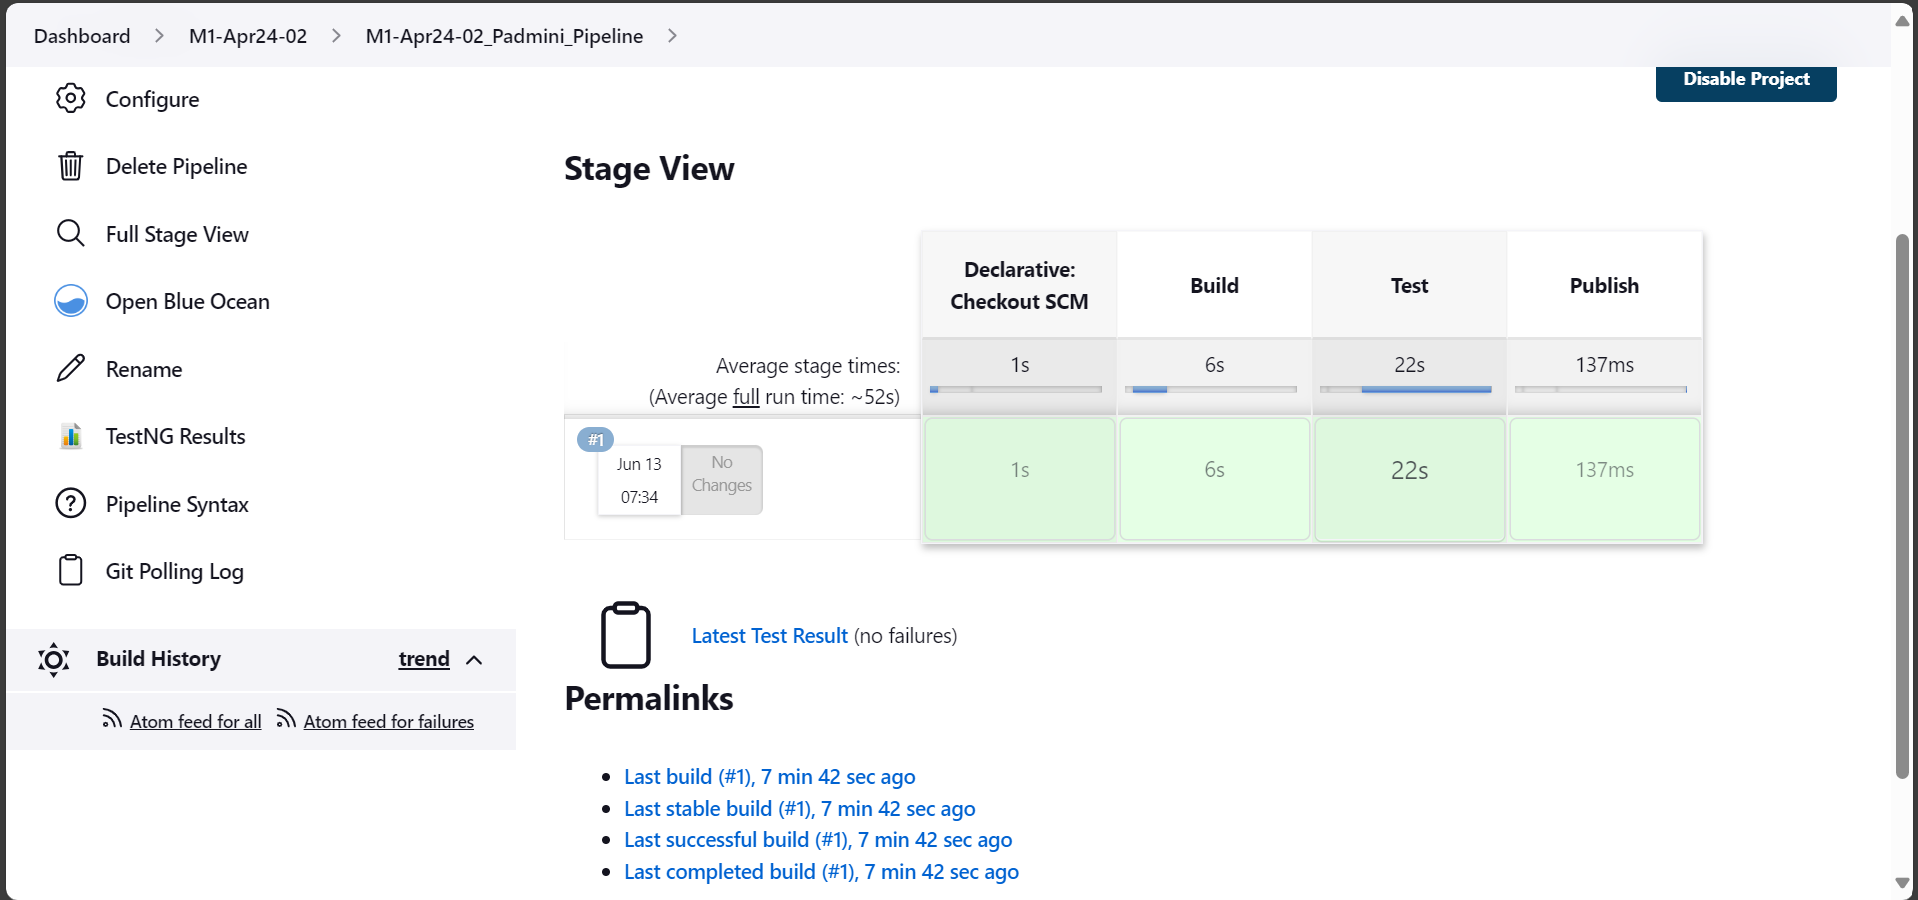 Dashboard > M1-Apr24-02 > M1-Apr24-02_Padmini_Pipeline >
Configure
Delete Pipeline
Full Stage View
Open Blue Ocean
Rename
TestNG Results
Pipeline Syntax
Git Polling Log
Build History trend
Atom feed for all Atom feed for failures
Disable Project
Stage View
Declarative:
Checkout SCM
Build
Test
Publish
Average stage times:
(Average full run time: ~52s)
1s 6s 22s 137ms
#1
Jun 13
07:34
No
Changes
1s 6s 22s 137ms
Latest Test Result (no failures)
Permalinks
• Last build (#1), 7 min 42 sec ago
• Last stable build (#1), 7 min 42 sec ago
• Last successful build (#1), 7 min 42 sec ago
• Last completed build (#1), 7 min 42 sec ago